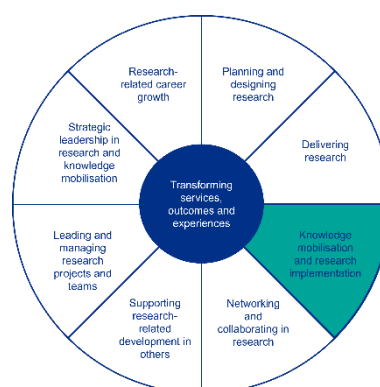 Research-
related career
growth
Planning and
designing
research
Delivering
research
Knowledge
mobilisation
and research
implementation
Networking
and
collaborating in
research
Supporting
research-
related
development in
others
Leading and
managing
research
projects and
teams
Strategic
leadership in
research and
knowledge
mobilisation
Transforming
services,
outcomes and
experiences